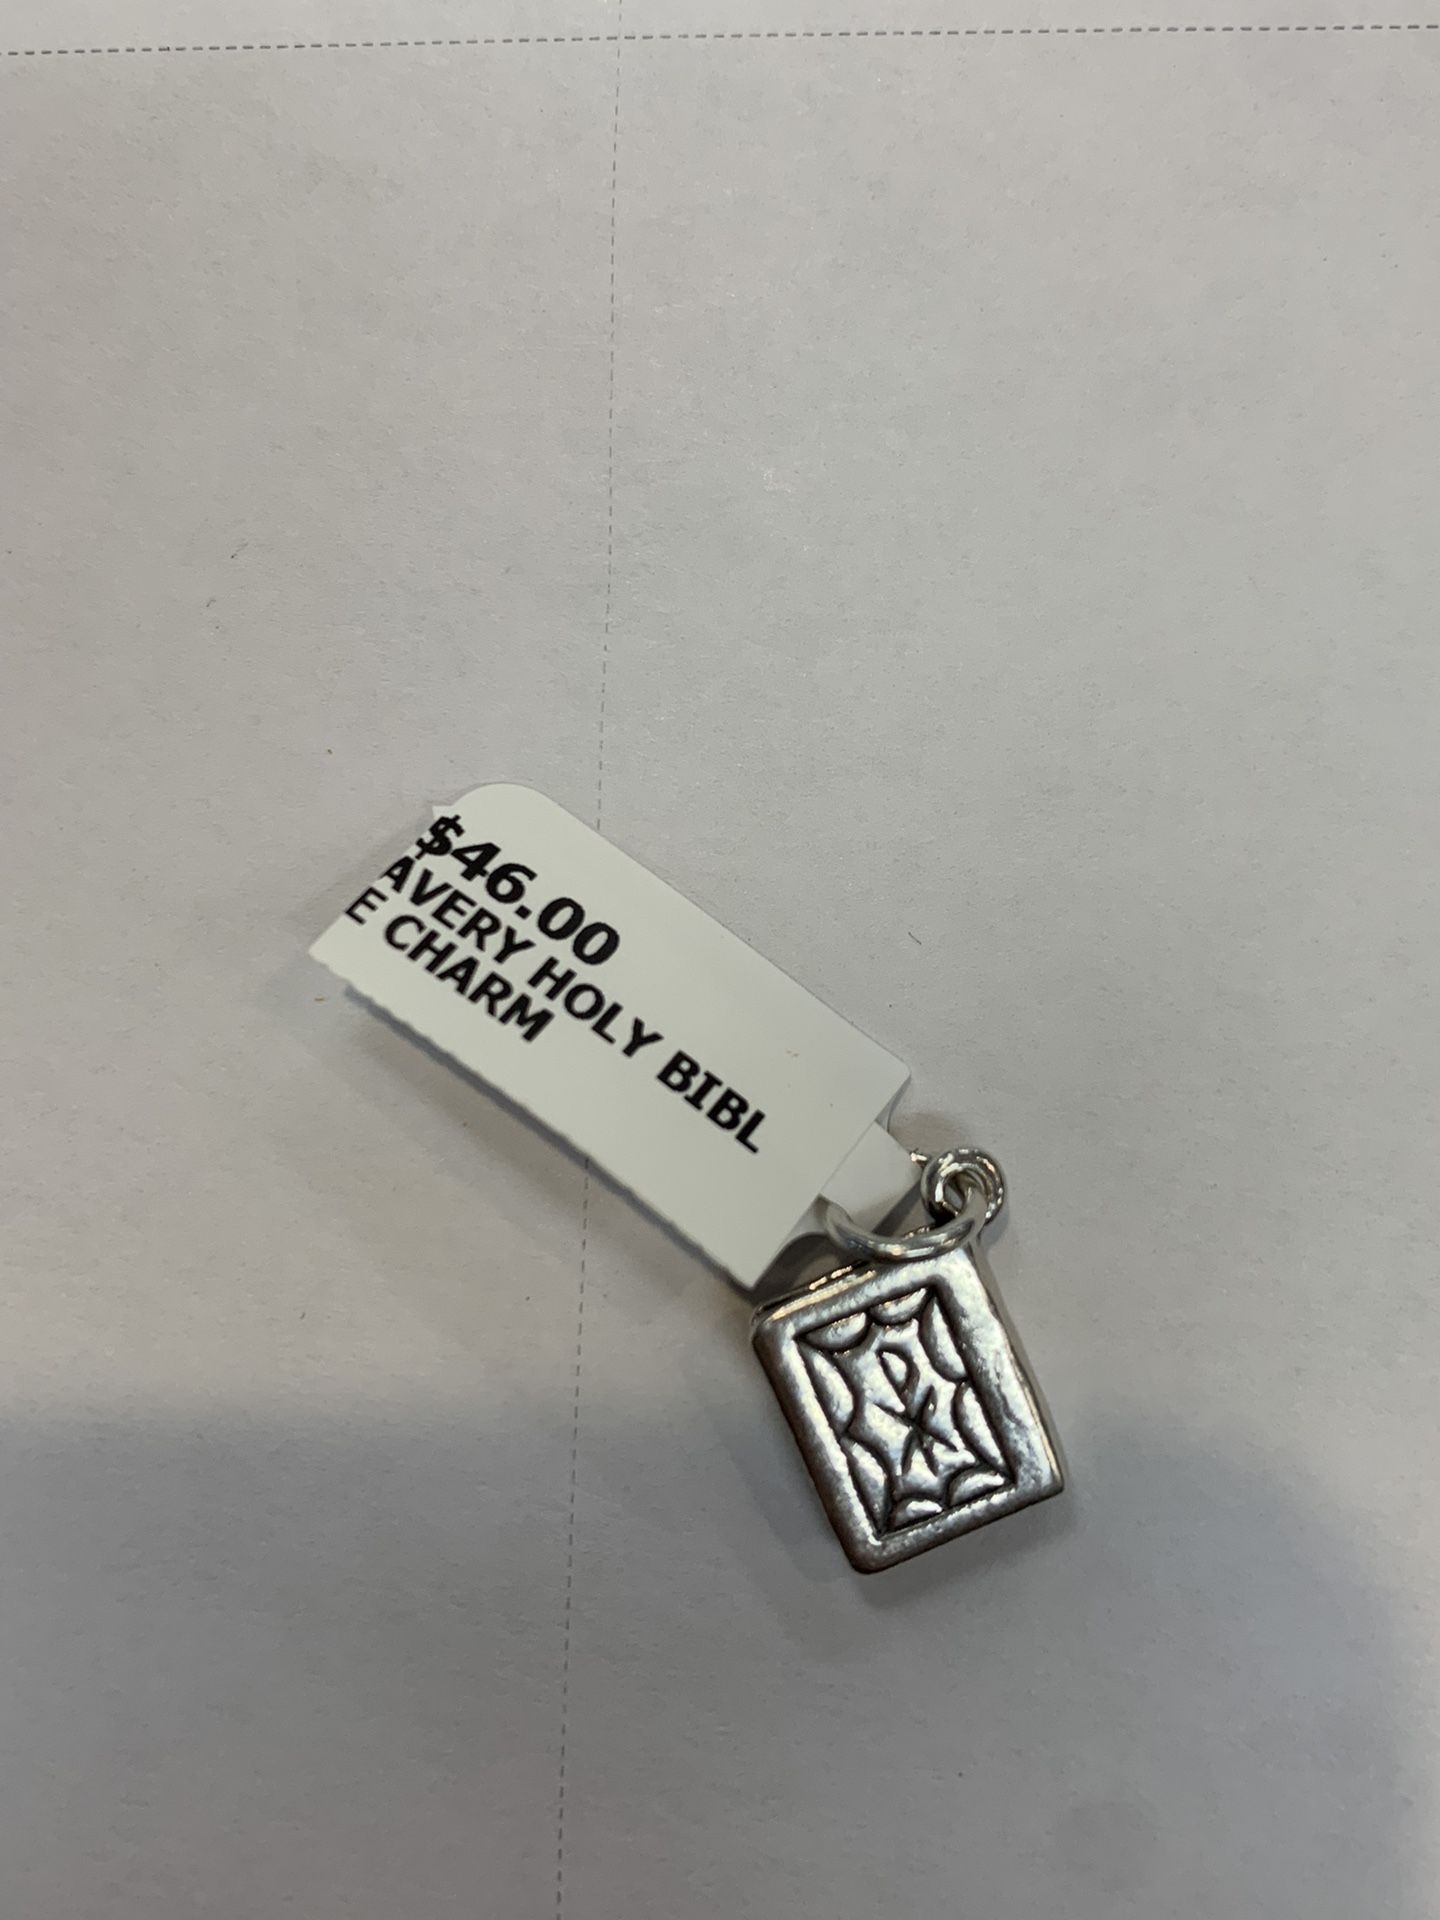 $46.00
AVERY HOLY BIBL
E CHARM